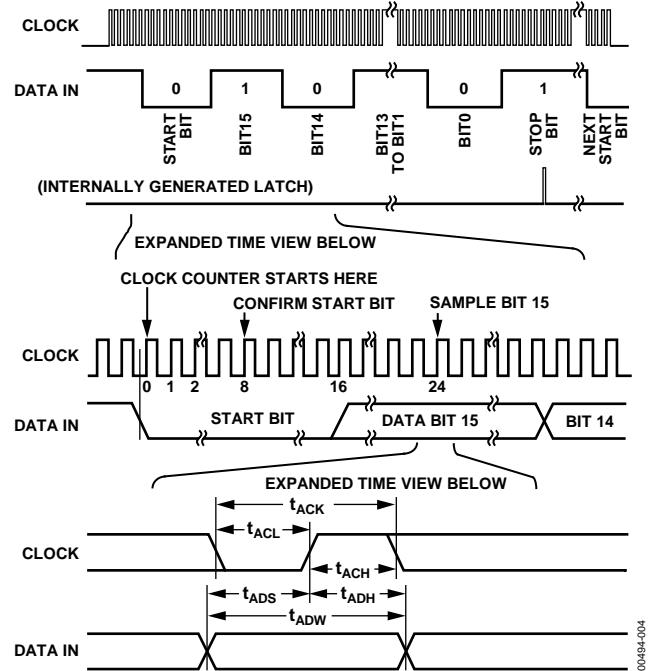 CLOCK
DATA IN
0 1 0 0 1
START BIT
BIT15
BIT14
BIT13 TO BIT1
BIT0
STOP BIT
NEXT START BIT
(INTERNALLY GENERATED LATCH)
EXPANDED TIME VIEW BELOW
CLOCK COUNTER STARTS HERE
CONFIRM START BIT
SAMPLE BIT 15
CLOCK
0 1 2 8 16 24
DATA IN
START BIT
DATA BIT 15
BIT 14
EXPANDED TIME VIEW BELOW
tACK
tACL
CLOCK
tACH
tADS
tADH
tADW
DATA IN
00494-004